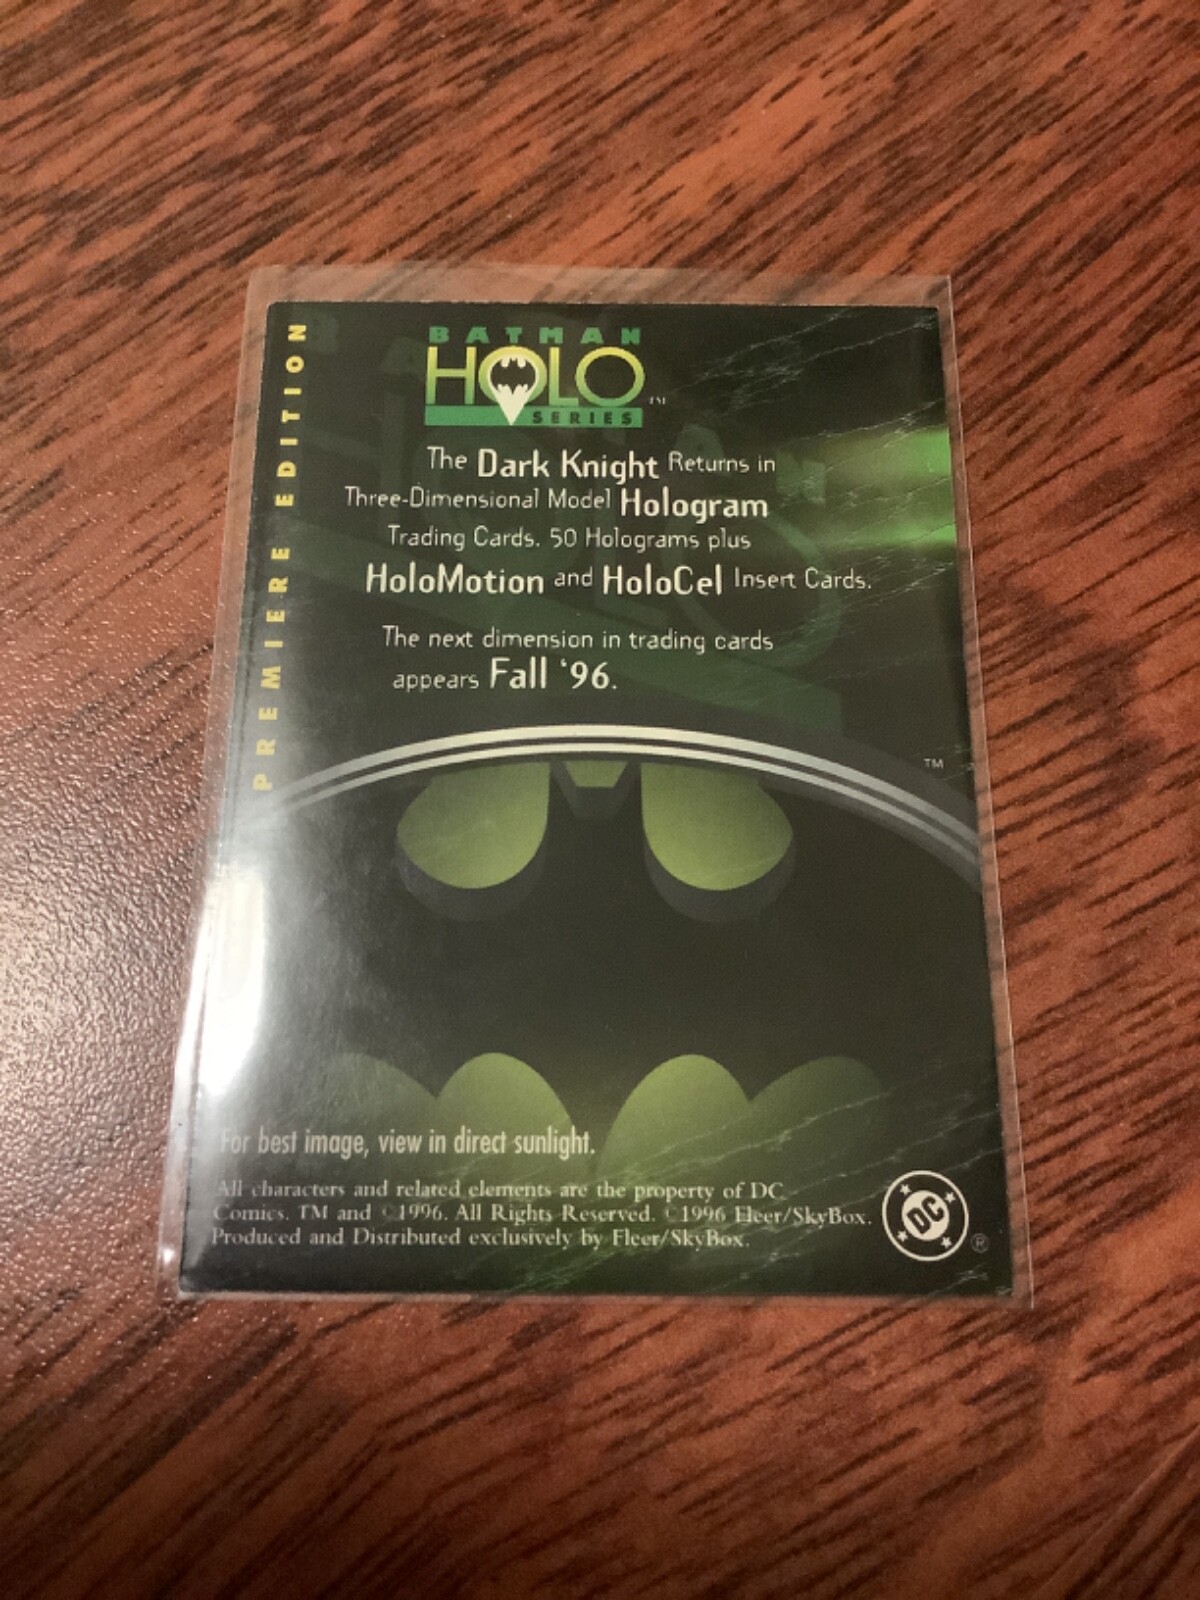 PREMIERE EDITION
BATMAN
HOLO
SERIES TM
The Dark Knight Returns in
Three-Dimensional Model Hologram
Trading Cards. 50 Holograms plus
HoloMotion and HoloCel Insert Cards.
The next dimension in trading cards
appears Fall '96.
TM
For best image, view in direct sunlight.
All characters and related elements are the property of DC
Comics. TM and ©1996. All Rights Reserved. ©1996 Fleer/SkyBox.
Produced and Distributed exclusively by Fleer/SkyBox.
DC ®